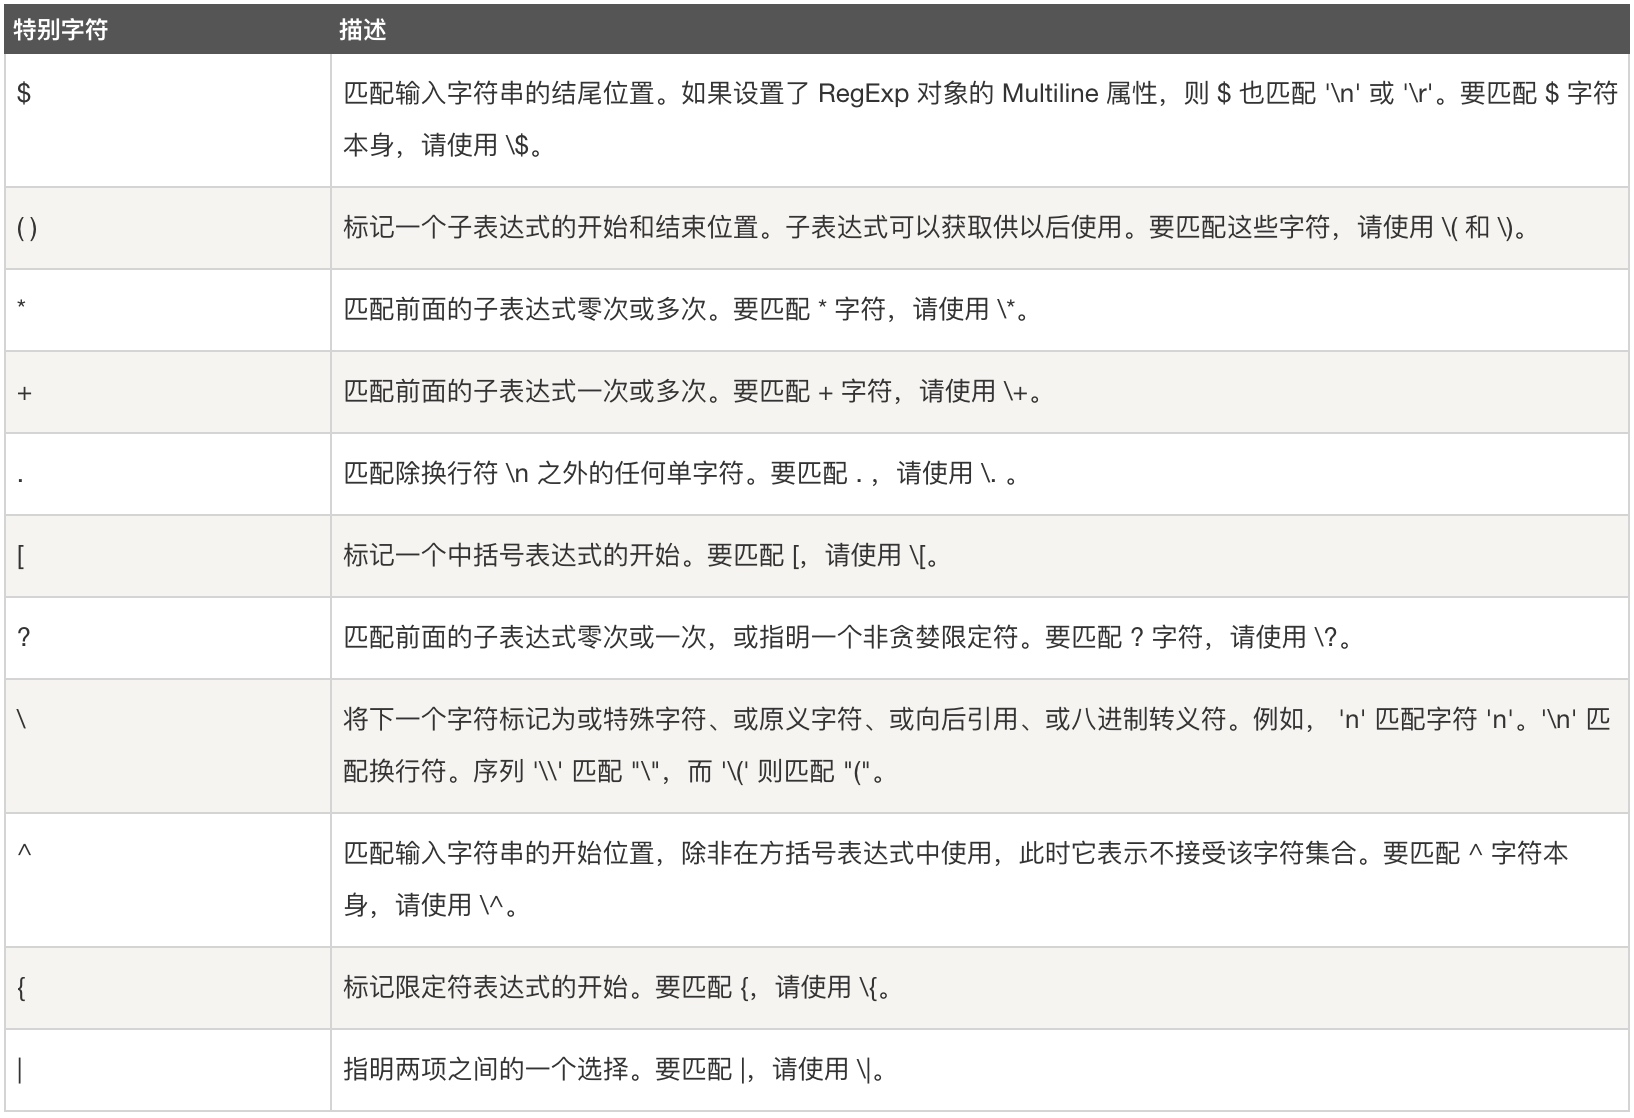 特别字符 描述
$ 匹配输入字符串的结尾位置。如果设置了 RegExp 对象的 Multiline 属性，则 $ 也匹配 '\n' 或 '\r'。要匹配 $ 字符
本身，请使用 \$。
( ) 标记一个子表达式的开始和结束位置。子表达式可以获取供以后使用。要匹配这些字符，请使用 \( 和 \)。
* 匹配前面的子表达式零次或多次。要匹配 * 字符，请使用 \*。
+ 匹配前面的子表达式一次或多次。要匹配 + 字符，请使用 \+。
. 匹配除换行符 \n 之外的任何单字符。要匹配 . ，请使用 \. 。
[ 标记一个中括号表达式的开始。要匹配 [，请使用 \[。
? 匹配前面的子表达式零次或一次，或指明一个非贪婪限定符。要匹配 ? 字符，请使用 \?。
\ 将下一个字符标记为或特殊字符、或原义字符、或向后引用、或八进制转义符。例如， 'n' 匹配字符 'n'。'\n' 匹
配换行符。序列 '\\' 匹配 "\"，而 '\(' 则匹配 "("。
^ 匹配输入字符串的开始位置，除非在方括号表达式中使用，此时它表示不接受该字符集合。要匹配 ^ 字符本
身，请使用 \^。
{ 标记限定符表达式的开始。要匹配 {，请使用 \{。
| 指明两项之间的一个选择。要匹配 |，请使用 \|。